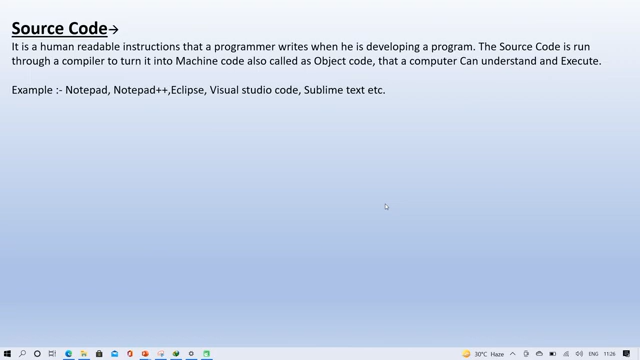 Source Code→
It is a human readable instructions that a programmer writes when he is developing a program. The Source Code is run
through a compiler to turn it into Machine code also called as Object code, that a computer Can understand and Execute.
Example :- Notepad, Notepad++,Eclipse, Visual studio code, Sublime text etc.
30°C Haze ENG 11:26